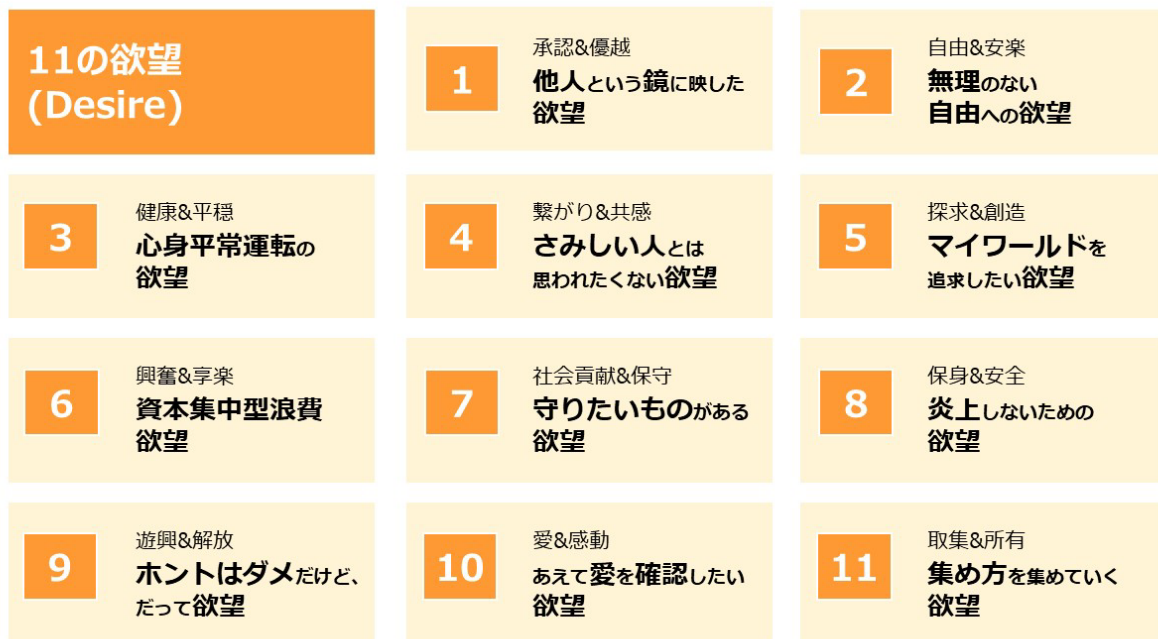 11の欲望
(Desire)
1
承認&優越
他人という鏡に映した
欲望
2
自由&安楽
無理のない
自由への欲望
3
健康&平穏
心身平常運転の
欲望
4
繋がり&共感
さみしい人とは
思われたくない欲望
5
探求&創造
マイワールドを
追求したい欲望
6
興奮&享楽
資本集中型浪費
欲望
7
社会貢献&保守
守りたいものがある
欲望
8
保身&安全
炎上しないための
欲望
9
遊興&解放
ホントはダメだけど、
だって欲望
10
愛&感動
あえて愛を確認したい
欲望
11
取集&所有
集め方を集めていく
欲望